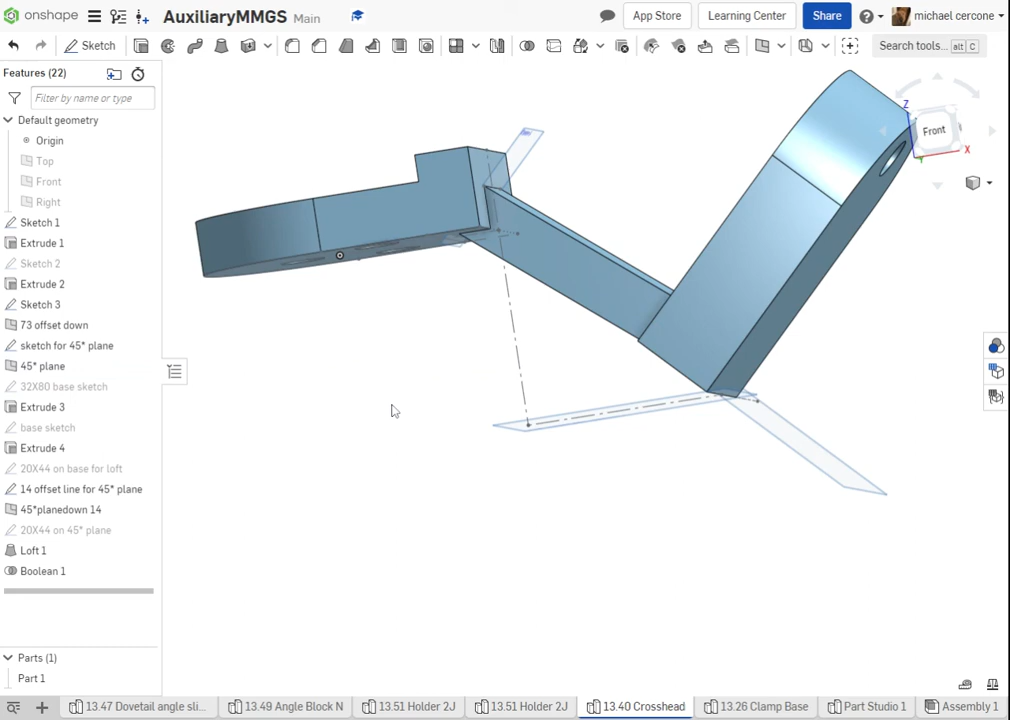 onshape
AuxiliaryMMGS Main
App Store
Learning Center
Share
michael cercone
Sketch
Search tools... alt C
Features (22)
Filter by name or type
Default geometry
Origin
Top
Front
Right
Sketch 1
Extrude 1
Sketch 2
Extrude 2
Sketch 3
73 offset down
sketch for 45* plane
45* plane
32X80 base sketch
Extrude 3
base sketch
Extrude 4
20X44 on base for loft
14 offset line for 45* plane
45*planedown 14
20X44 on 45* plane
Loft 1
Boolean 1
Parts (1)
Part 1
Z
Front
X
13.47 Dovetail angle sli...
13.49 Angle Block N
13.51 Holder 2J
13.51 Holder 2J
13.40 Crosshead
13.26 Clamp Base
Part Studio 1
Assembly 1